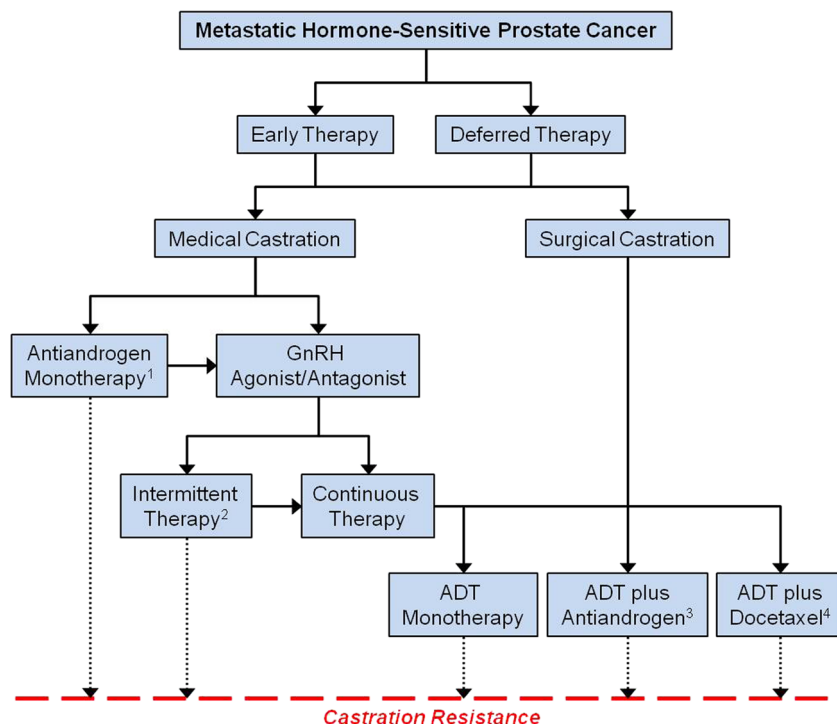 Metastatic Hormone-Sensitive Prostate Cancer
Early Therapy
Deferred Therapy
Medical Castration
Surgical Castration
Antiandrogen
Monotherapy¹
GnRH
Agonist/Antagonist
Intermittent
Therapy²
Continuous
Therapy
ADT
Monotherapy
ADT plus
Antiandrogen³
ADT plus
Docetaxel⁴
Castration Resistance